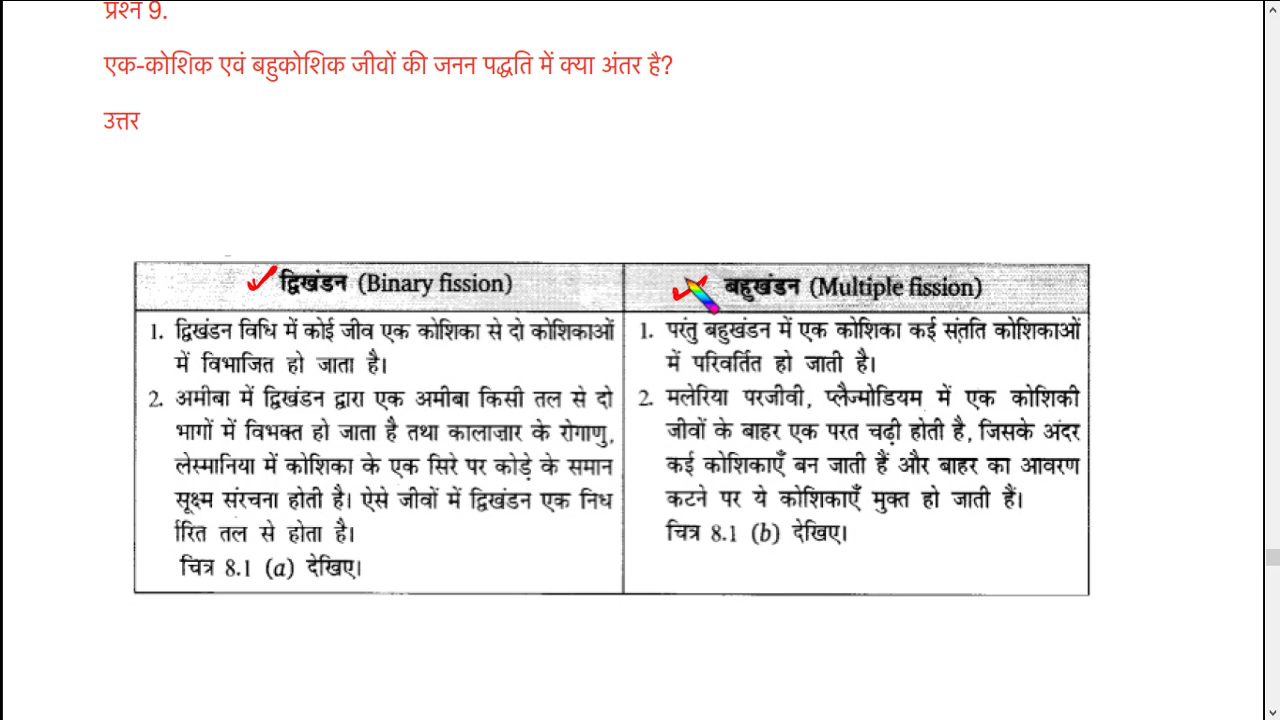 प्रश्न 9.
एक-कोशिक एवं बहुकोशिक जीवों की जनन पद्धति में क्या अंतर है?
उत्तर
द्विखंडन (Binary fission)
1. द्विखंडन विधि में कोई जीव एक कोशिका से दो कोशिकाओं
में विभाजित हो जाता है।
2. अमीबा में द्विखंडन द्वारा एक अमीबा किसी तल से दो
भागों में विभक्त हो जाता है तथा कालाज़ार के रोगाणु,
लेस्मानिया में कोशिका के एक सिरे पर कोड़े के समान
सूक्ष्म संरचना होती है। ऐसे जीवों में द्विखंडन एक निध
ारित तल से होता है।
चित्र 8.1 (a) देखिए।
बहुखंडन (Multiple fission)
1. परंतु बहुखंडन में एक कोशिका कई संतति कोशिकाओं
में परिवर्तित हो जाती है।
2. मलेरिया परजीवी, प्लैज्मोडियम में एक कोशिकी
जीवों के बाहर एक परत चढ़ी होती है, जिसके अंदर
कई कोशिकाएँ बन जाती हैं और बाहर का आवरण
कटने पर ये कोशिकाएँ मुक्त हो जाती हैं।
चित्र 8.1 (b) देखिए।